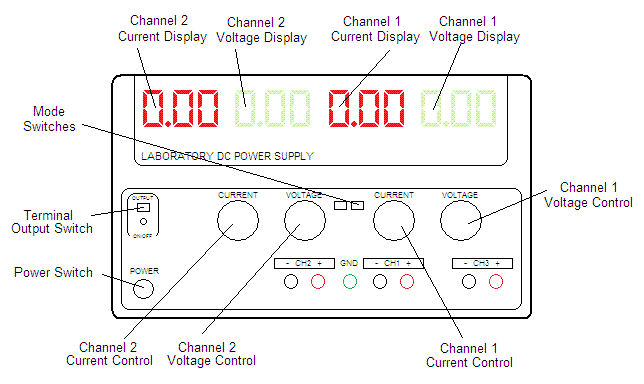 Channel 2
Current Display
Channel 2
Voltage Display
Channel 1
Current Display
Channel 1
Voltage Display
Mode
Switches
0.00 0.00 0.00 0.00
LABORATORY DC POWER SUPPLY
OUTPUT
ON/OFF
CURRENT VOLTAGE CURRENT VOLTAGE
Channel 1
Voltage Control
Terminal
Output Switch
Power Switch
POWER
- CH2 + GND - CH1 + - CH3 +
Channel 2
Current Control
Channel 2
Voltage Control
Channel 1
Current Control